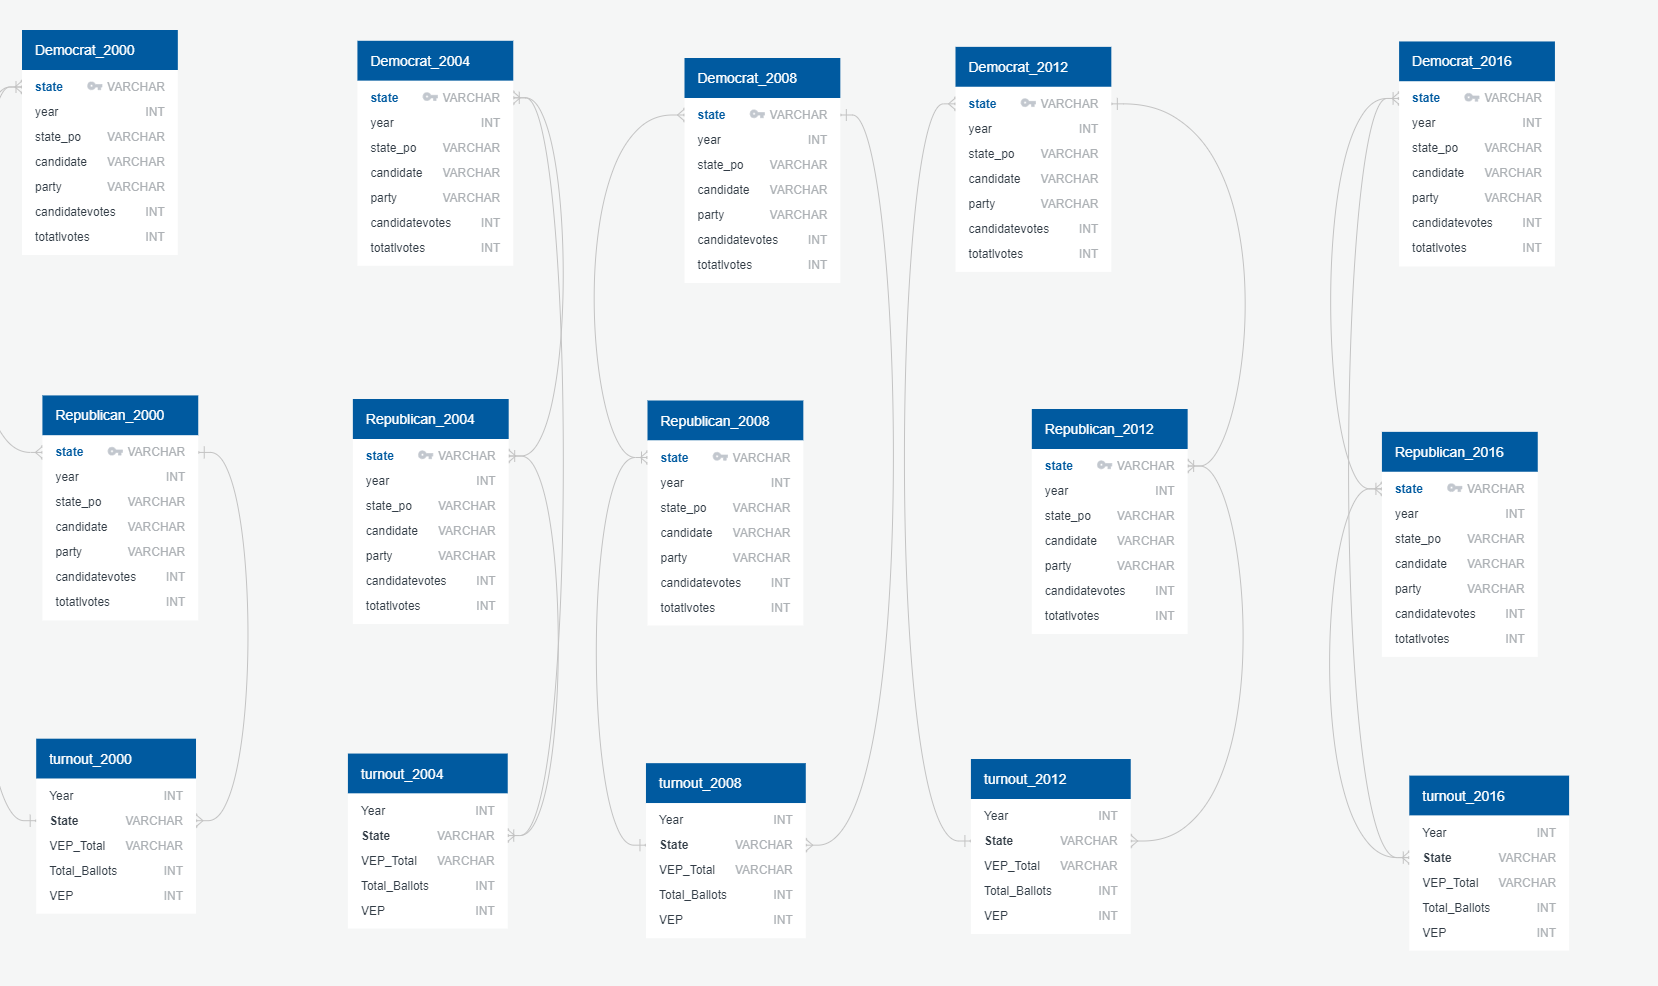 Democrat_2000
state VARCHAR
year INT
state_po VARCHAR
candidate VARCHAR
party VARCHAR
candidatevotes INT
totatlvotes INT
Democrat_2004
state VARCHAR
year INT
state_po VARCHAR
candidate VARCHAR
party VARCHAR
candidatevotes INT
totatlvotes INT
Democrat_2008
state VARCHAR
year INT
state_po VARCHAR
candidate VARCHAR
party VARCHAR
candidatevotes INT
totatlvotes INT
Democrat_2012
state VARCHAR
year INT
state_po VARCHAR
candidate VARCHAR
party VARCHAR
candidatevotes INT
totatlvotes INT
Democrat_2016
state VARCHAR
year INT
state_po VARCHAR
candidate VARCHAR
party VARCHAR
candidatevotes INT
totatlvotes INT
Republican_2000
state VARCHAR
year INT
state_po VARCHAR
candidate VARCHAR
party VARCHAR
candidatevotes INT
totatlvotes INT
Republican_2004
state VARCHAR
year INT
state_po VARCHAR
candidate VARCHAR
party VARCHAR
candidatevotes INT
totatlvotes INT
Republican_2008
state VARCHAR
year INT
state_po VARCHAR
candidate VARCHAR
party VARCHAR
candidatevotes INT
totatlvotes INT
Republican_2012
state VARCHAR
year INT
state_po VARCHAR
candidate VARCHAR
party VARCHAR
candidatevotes INT
totatlvotes INT
Republican_2016
state VARCHAR
year INT
state_po VARCHAR
candidate VARCHAR
party VARCHAR
candidatevotes INT
totatlvotes INT
turnout_2000
Year INT
State VARCHAR
VEP_Total VARCHAR
Total_Ballots INT
VEP INT
turnout_2004
Year INT
State VARCHAR
VEP_Total VARCHAR
Total_Ballots INT
VEP INT
turnout_2008
Year INT
State VARCHAR
VEP_Total VARCHAR
Total_Ballots INT
VEP INT
turnout_2012
Year INT
State VARCHAR
VEP_Total VARCHAR
Total_Ballots INT
VEP INT
turnout_2016
Year INT
State VARCHAR
VEP_Total VARCHAR
Total_Ballots INT
VEP INT